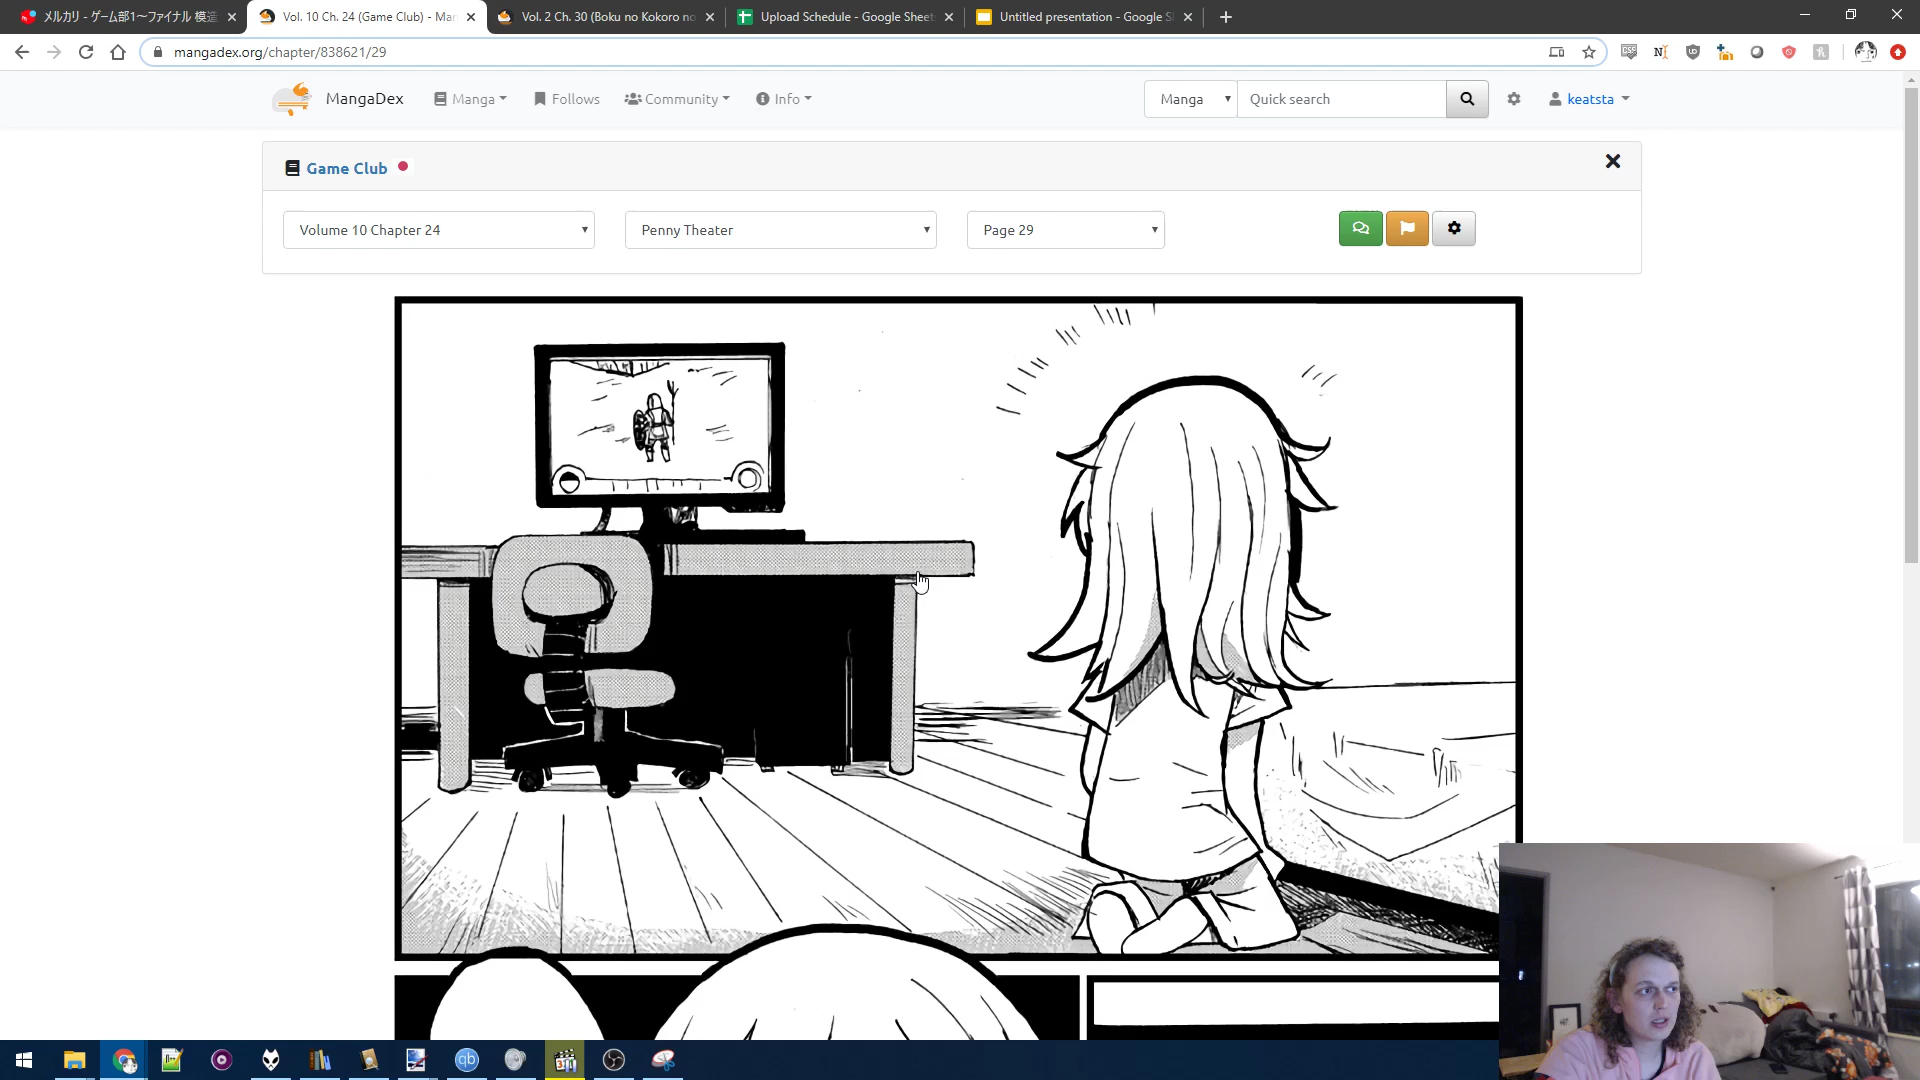 メルカリ - ゲーム部1〜ファイナル 模造
Vol. 10 Ch. 24 (Game Club) - Man
Vol. 2 Ch. 30 (Boku no Kokoro no
Upload Schedule - Google Sheets
Untitled presentation - Google Sl
mangadex.org/chapter/838621/29
MangaDex
Manga
Follows
Community
Info
Manga
Quick search
keatsta
Game Club
Volume 10 Chapter 24
Penny Theater
Page 29